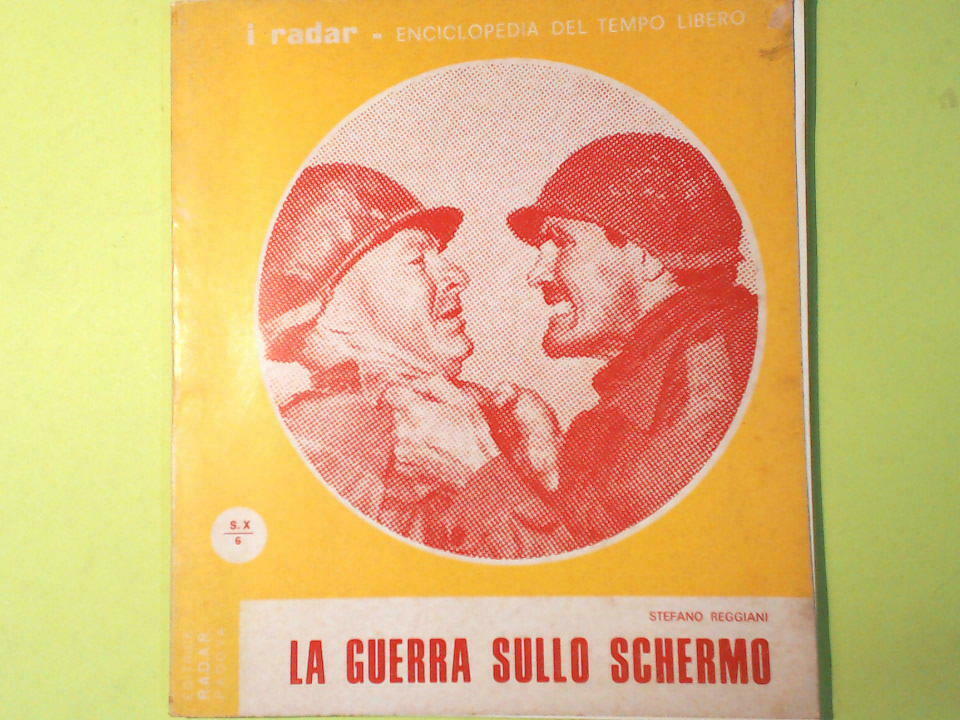 i radar - ENCICLOPEDIA DEL TEMPO LIBERO
S. X
6
STEFANO REGGIANI
LA GUERRA SULLO SCHERMO
EDITRICE
RADAR
PADOVA